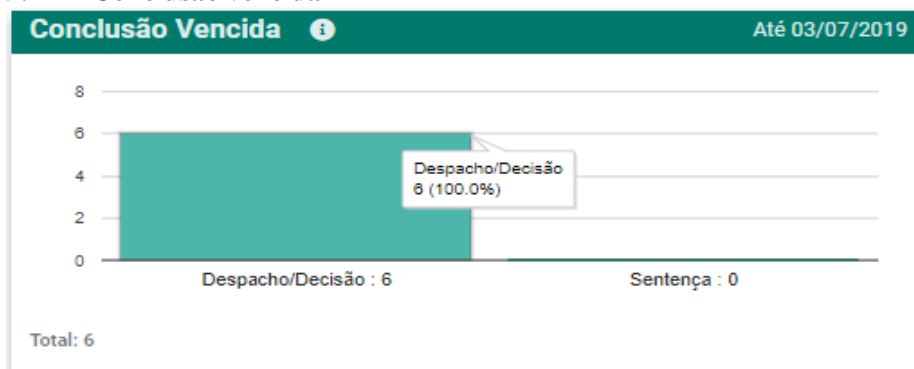 Conclusão Vencida i Até 03/07/2019
8
6
4
2
0
Despacho/Decisão
6 (100.0%)
Despacho/Decisão : 6 Sentença : 0
Total: 6